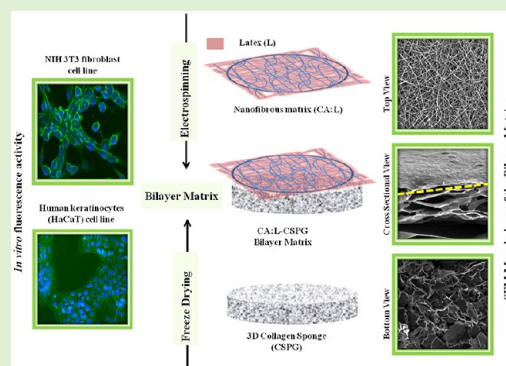 NIH 3T3 fibroblast
cell line
In vitro fluorescence activity
Human keratinocytes
(HaCaT) cell line
Electrospinning
Bilayer Matrix
Freeze Drying
Latex (L)
Nanofibrous matrix (CA:L)
CA:L-CSPG
Bilayer Matrix
3D Collagen Sponge
(CSPG)
Top View
Cross Sectional View
Bottom View